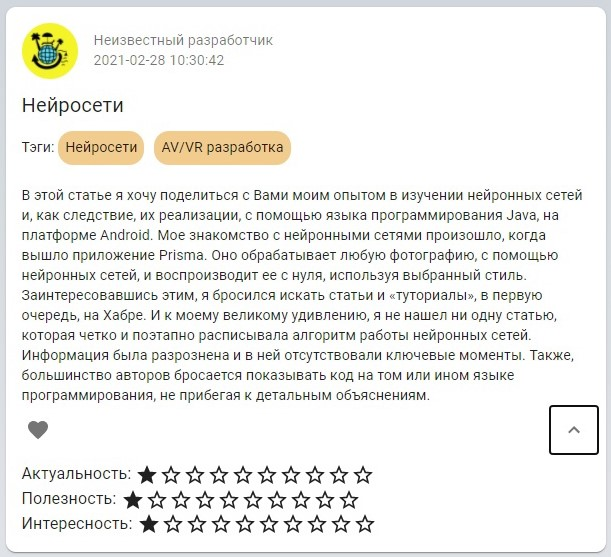 Неизвестный разработчик
2021-02-28 10:30:42
Нейросети
Тэги: Нейросети AV/VR разработка
В этой статье я хочу поделиться с Вами моим опытом в изучении нейронных сетей
и, как следствие, их реализации, с помощью языка программирования Java, на
платформе Android. Мое знакомство с нейронными сетями произошло, когда
вышло приложение Prisma. Оно обрабатывает любую фотографию, с помощью
нейронных сетей, и воспроизводит ее с нуля, используя выбранный стиль.
Заинтересовавшись этим, я бросился искать статьи и «туториалы», в первую
очередь, на Хабре. И к моему великому удивлению, я не нашел ни одну статью,
которая четко и поэтапно расписывала алгоритм работы нейронных сетей.
Информация была разрознена и в ней отсутствовали ключевые моменты. Также,
большинство авторов бросается показывать код на том или ином языке
программирования, не прибегая к детальным объяснениям.
Актуальность:
Полезность:
Интересность: